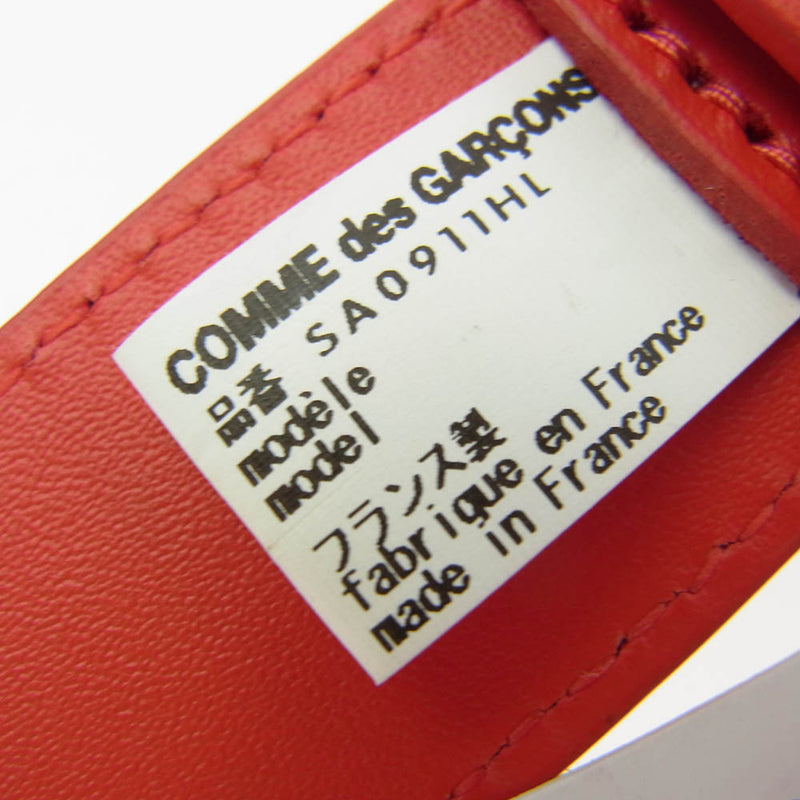 COMME des GARÇONS
品番 SA0911HL
modèle
model
フランス製
fabrique en France
made in France